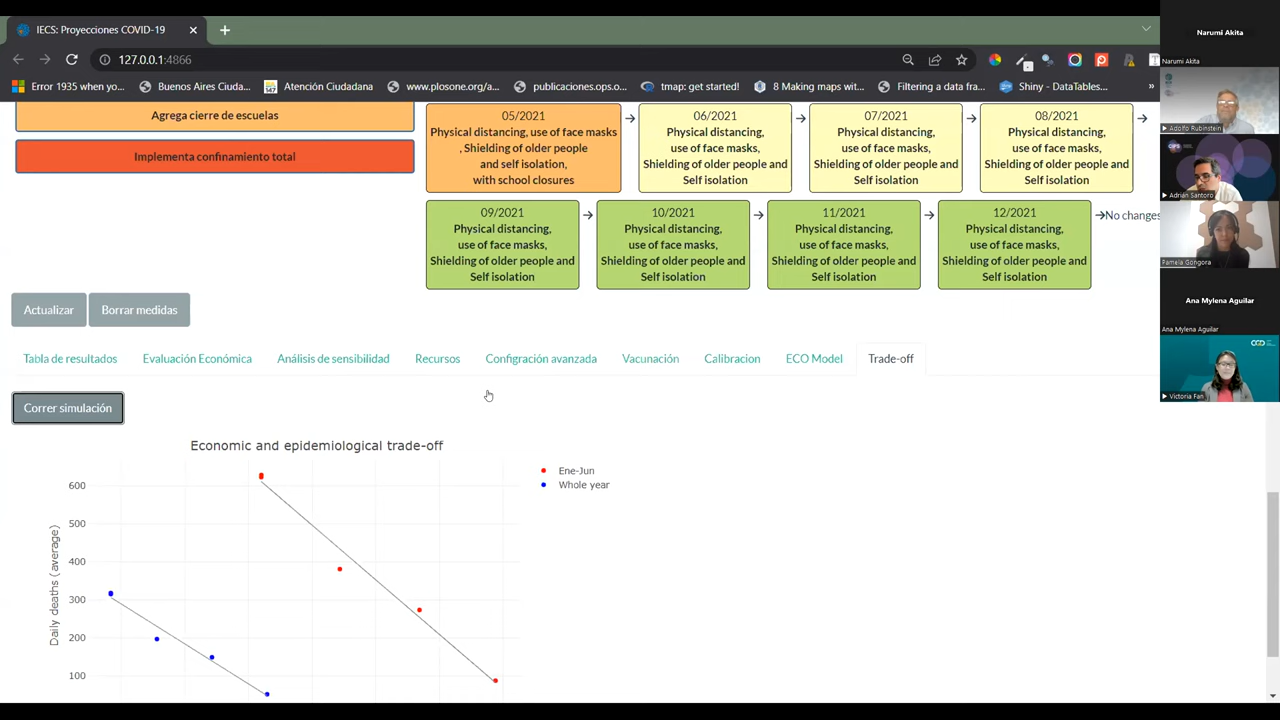 IECS: Proyecciones COVID-19
127.0.0.1:4866
Error 1935 when yo...
Buenos Aires Ciuda...
Atención Ciudadana
www.plosone.org/a...
publicaciones.ops.o...
tmap: get started!
8 Making maps wit...
Filtering a data fra...
Shiny - DataTables...
»
Agrega cierre de escuelas
Implementa confinamiento total
05/2021
Physical distancing, use of face masks
, Shielding of older people
and self isolation,
with school closures
06/2021
Physical distancing,
use of face masks,
Shielding of older people and
Self isolation
07/2021
Physical distancing,
use of face masks,
Shielding of older people and
Self isolation
08/2021
Physical distancing,
use of face masks,
Shielding of older people and
Self isolation
09/2021
Physical distancing,
use of face masks,
Shielding of older people and
Self isolation
10/2021
Physical distancing,
use of face masks,
Shielding of older people and
Self isolation
11/2021
Physical distancing,
use of face masks,
Shielding of older people and
Self isolation
12/2021
Physical distancing,
use of face masks,
Shielding of older people and
Self isolation
No changes
Actualizar
Borrar medidas
Tabla de resultados
Evaluación Económica
Análisis de sensibilidad
Recursos
Configración avanzada
Vacunación
Calibracion
ECO Model
Trade-off
Correr simulación
Economic and epidemiological trade-off
Ene-Jun
Whole year
Daily deaths (average)
600
500
400
300
200
100
Narumi Akita
Narumi Akita
Adolfo Rubinstein
CIPS
Adrián Santoro
Pamela Gongora
Ana Mylena Aguilar
Ana Mylena Aguilar
CGD
Victoria Fan